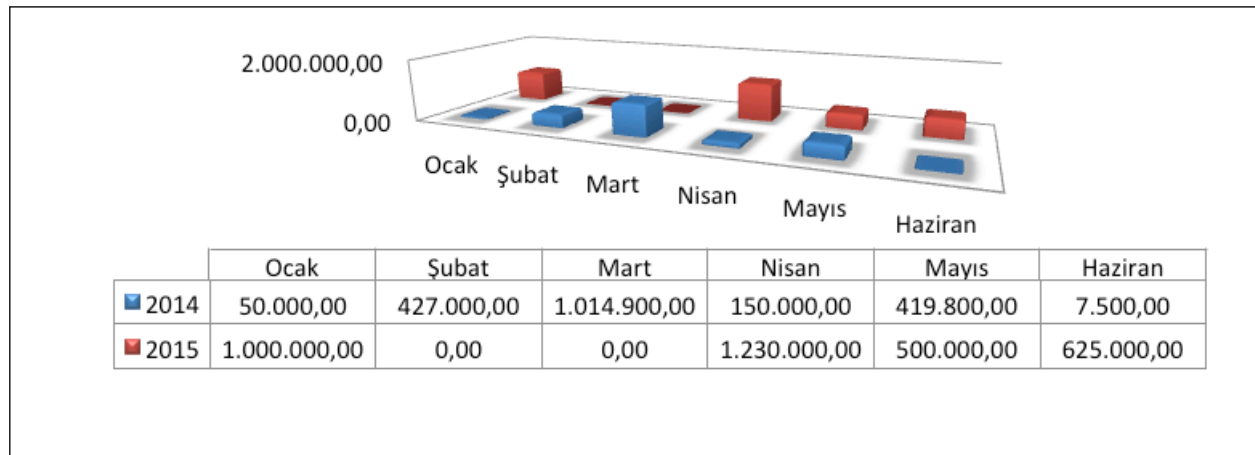 2.000.000,00
0,00
Ocak Şubat Mart Nisan Mayıs Haziran
Ocak Şubat Mart Nisan Mayıs Haziran
2014 50.000,00 427.000,00 1.014.900,00 150.000,00 419.800,00 7.500,00
2015 1.000.000,00 0,00 0,00 1.230.000,00 500.000,00 625.000,00